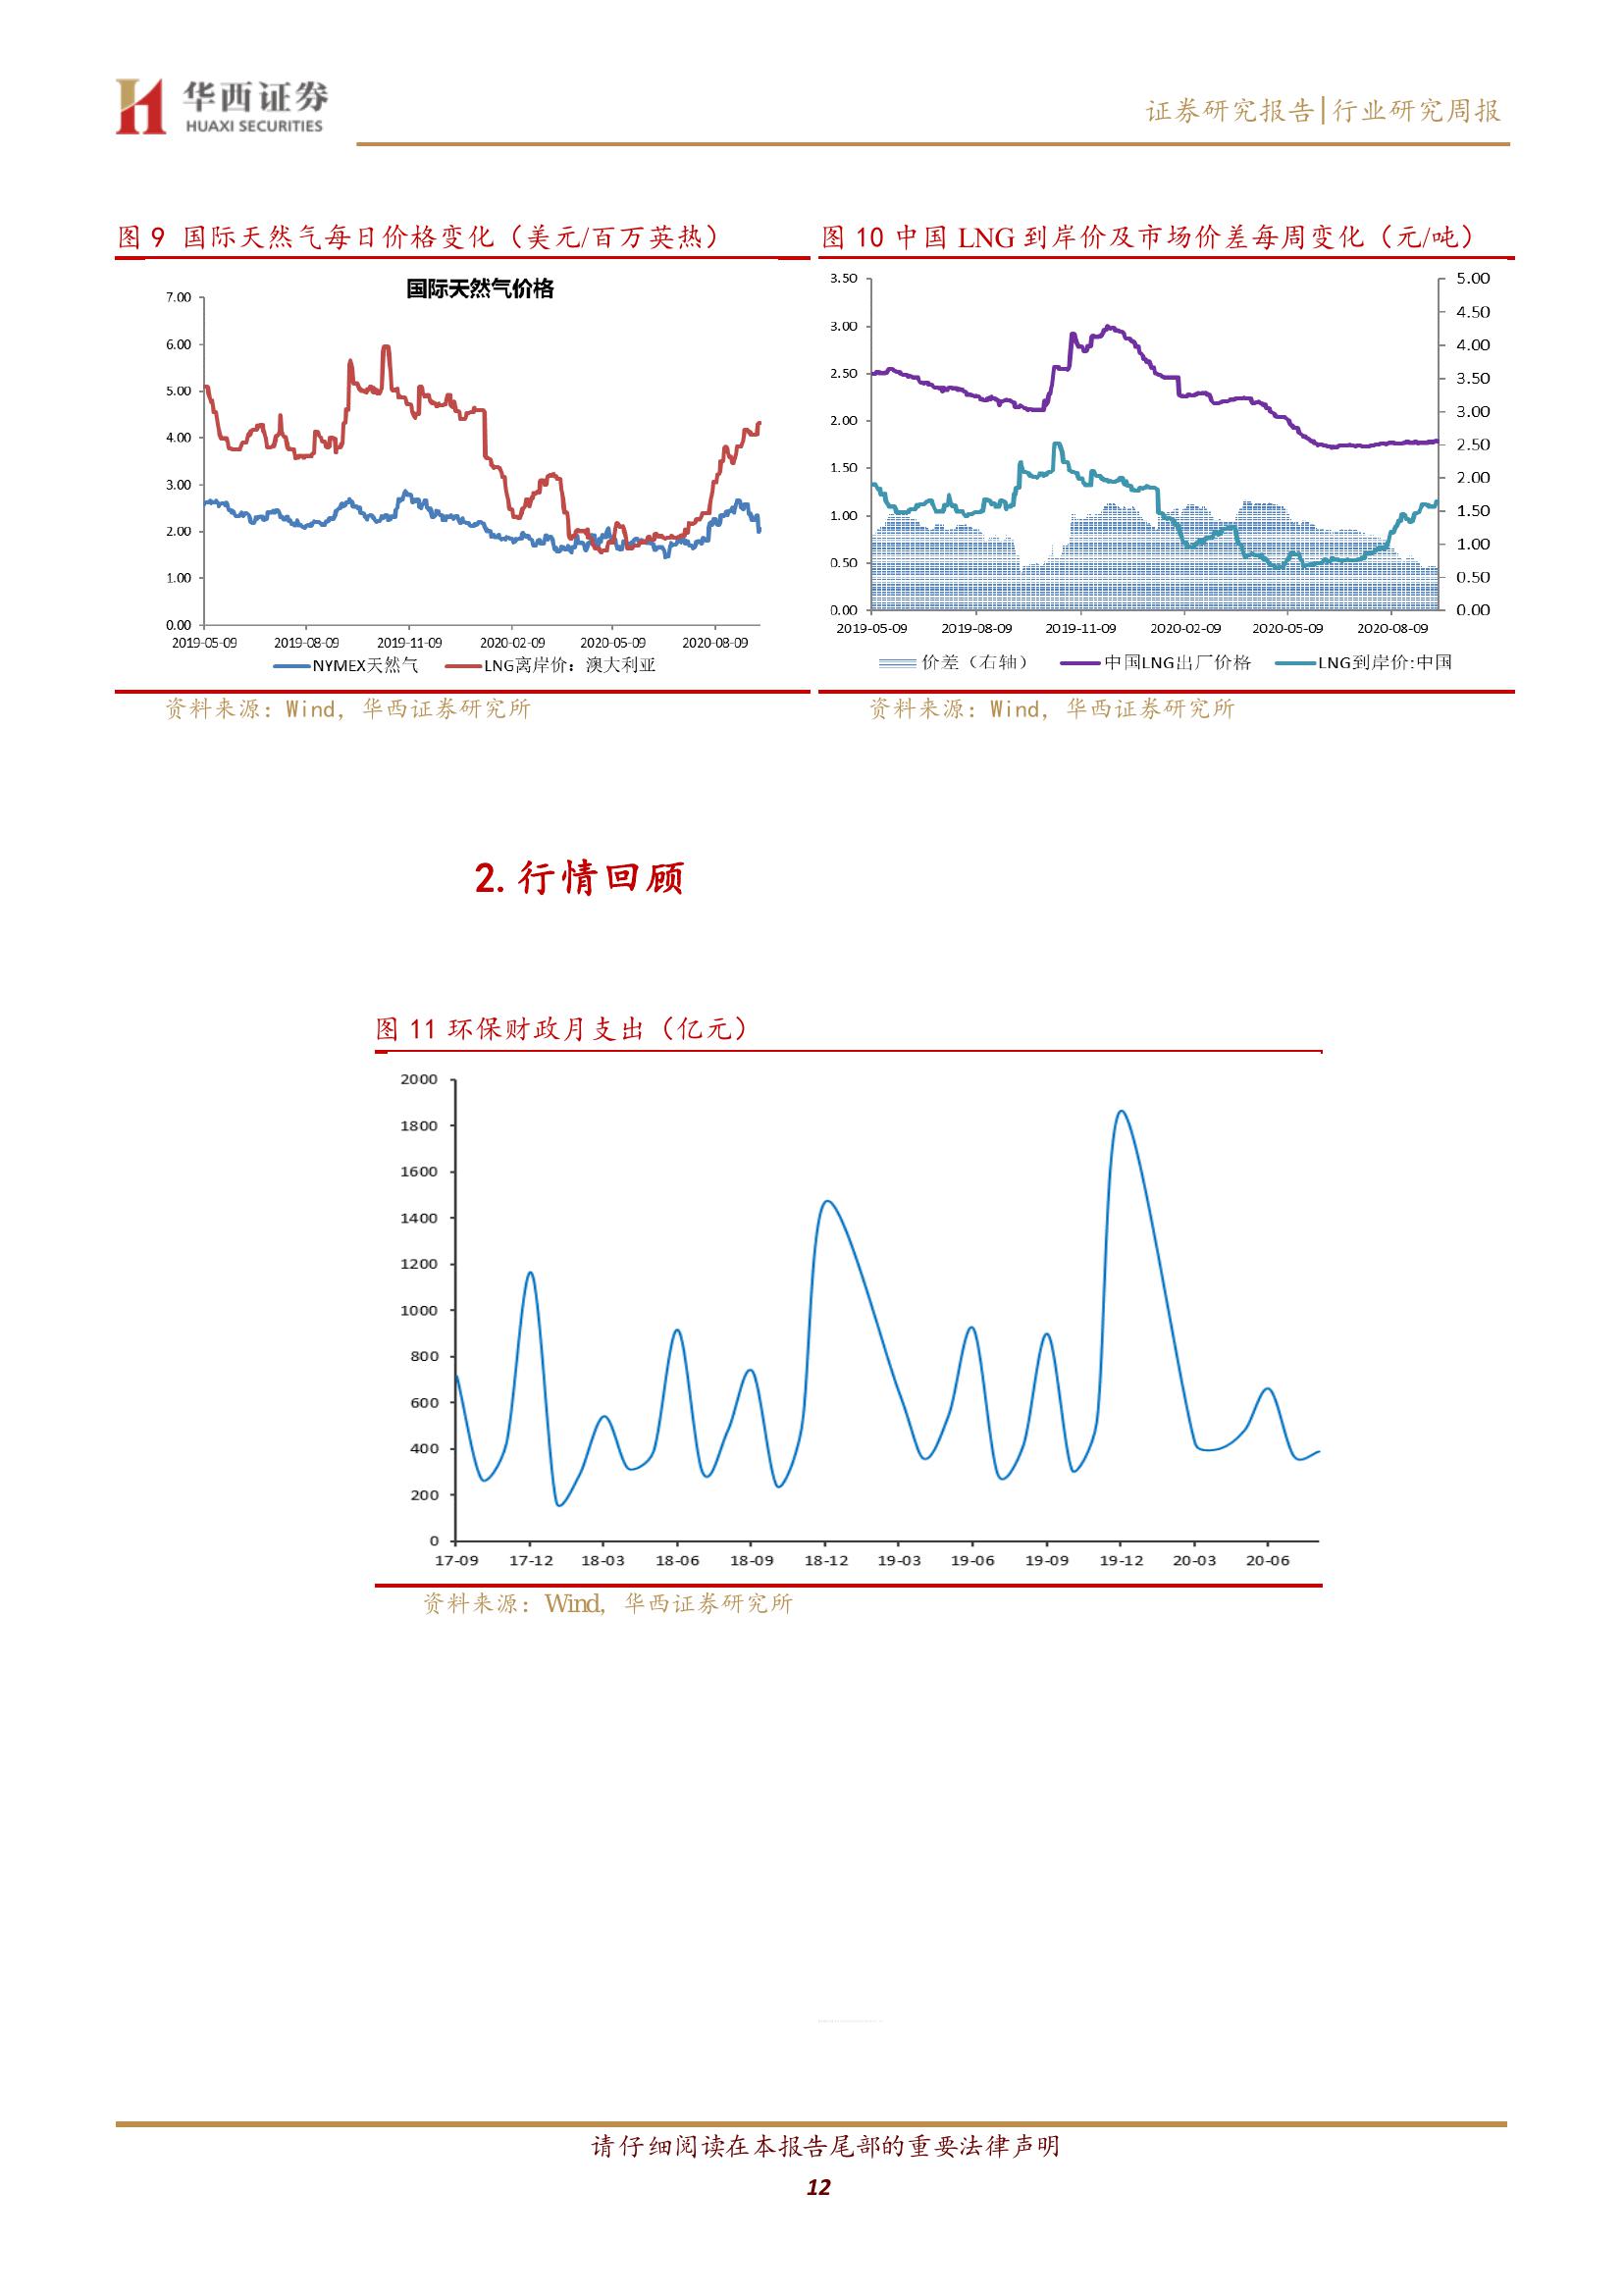 华西证券
HUAXI SECURITIES
证券研究报告|行业研究周报
图 9 国际天然气每日价格变化（美元/百万英热）
国际天然气价格
7.00
6.00
5.00
4.00
3.00
2.00
1.00
0.00
2019-05-09 2019-08-09 2019-11-09 2020-02-09 2020-05-09 2020-08-09
NYMEX天然气 LNG离岸价：澳大利亚
资料来源：Wind，华西证券研究所
图 10 中国 LNG 到岸价及市场价差每周变化（元/吨）
3.50
3.00
2.50
2.00
1.50
1.00
0.50
0.00
5.00
4.50
4.00
3.50
3.00
2.50
2.00
1.50
1.00
0.50
0.00
2019-05-09 2019-08-09 2019-11-09 2020-02-09 2020-05-09 2020-08-09
价差（右轴） 中国LNG出厂价格 LNG到岸价:中国
资料来源：Wind，华西证券研究所
2.行情回顾
图 11 环保财政月支出（亿元）
2000
1800
1600
1400
1200
1000
800
600
400
200
0
17-09 17-12 18-03 18-06 18-09 18-12 19-03 19-06 19-09 19-12 20-03 20-06
资料来源：Wind，华西证券研究所
请仔细阅读在本报告尾部的重要法律声明
12